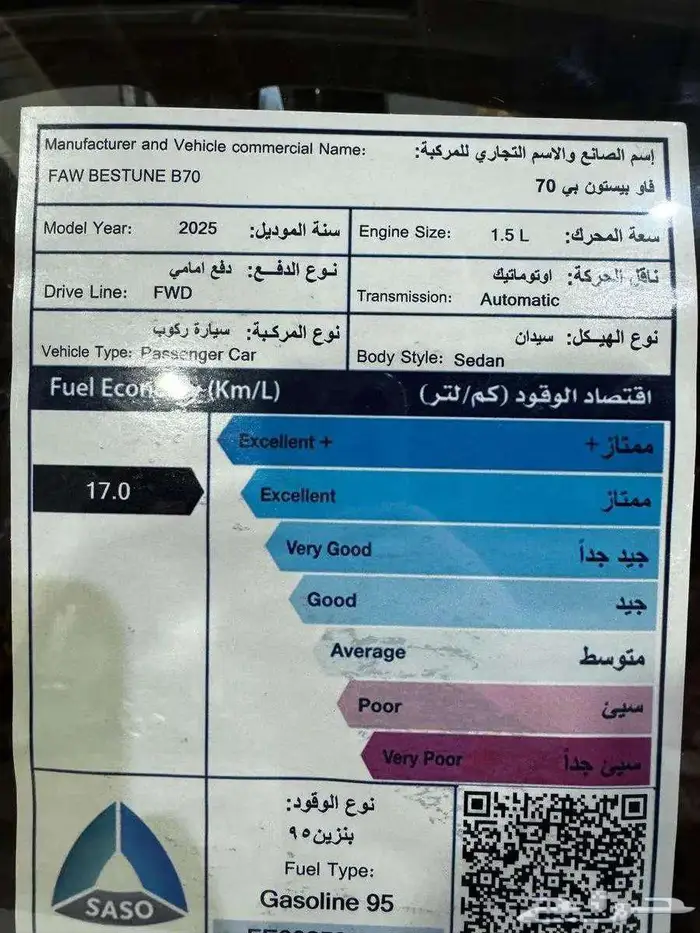 Manufacturer and Vehicle commercial Name: إسم الصانع والاسم التجاري للمركبة:
FAW BESTUNE B70 فاو بيستون بي 70
Model Year: 2025 سنة الموديل:
Engine Size: 1.5 L سعة المحرك:
نوع الدفع: دفع امامي
Drive Line: FWD
ناقل الحركة: اوتوماتيك
Transmission: Automatic
نوع المركبة: سيارة ركوب
Vehicle Type: Passenger Car
نوع الهيكل: سيدان
Body Style: Sedan
Fuel Economy (Km/L) اقتصاد الوقود (كم/لتر)
Excellent + ممتاز+
17.0
Excellent ممتاز
Very Good جيد جداً
Good جيد
Average متوسط
Poor سيئ
Very Poor سيئ جداً
نوع الوقود:
بنزين ٩٥
Fuel Type:
Gasoline 95
SASO